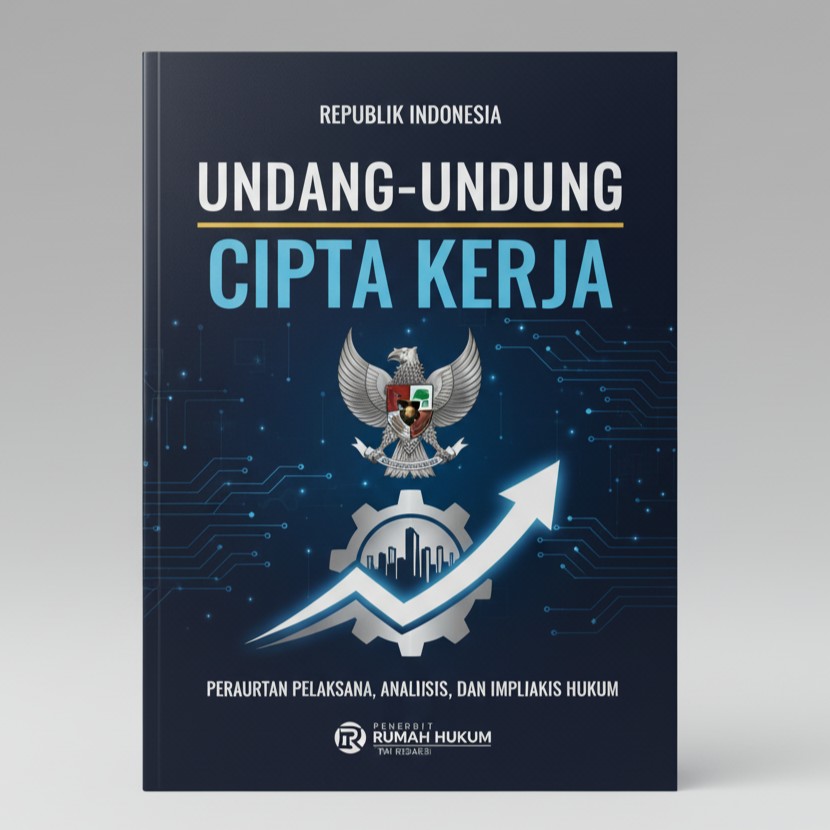 REPUBLIK INDONESIA
UNDANG-UNDUNG
CIPTA KERJA
PERAURTAN PELAKSANA, ANALIISIS, DAN IMPLIAKIS HUKUM
PENERBIT
RUMAH HUKUM